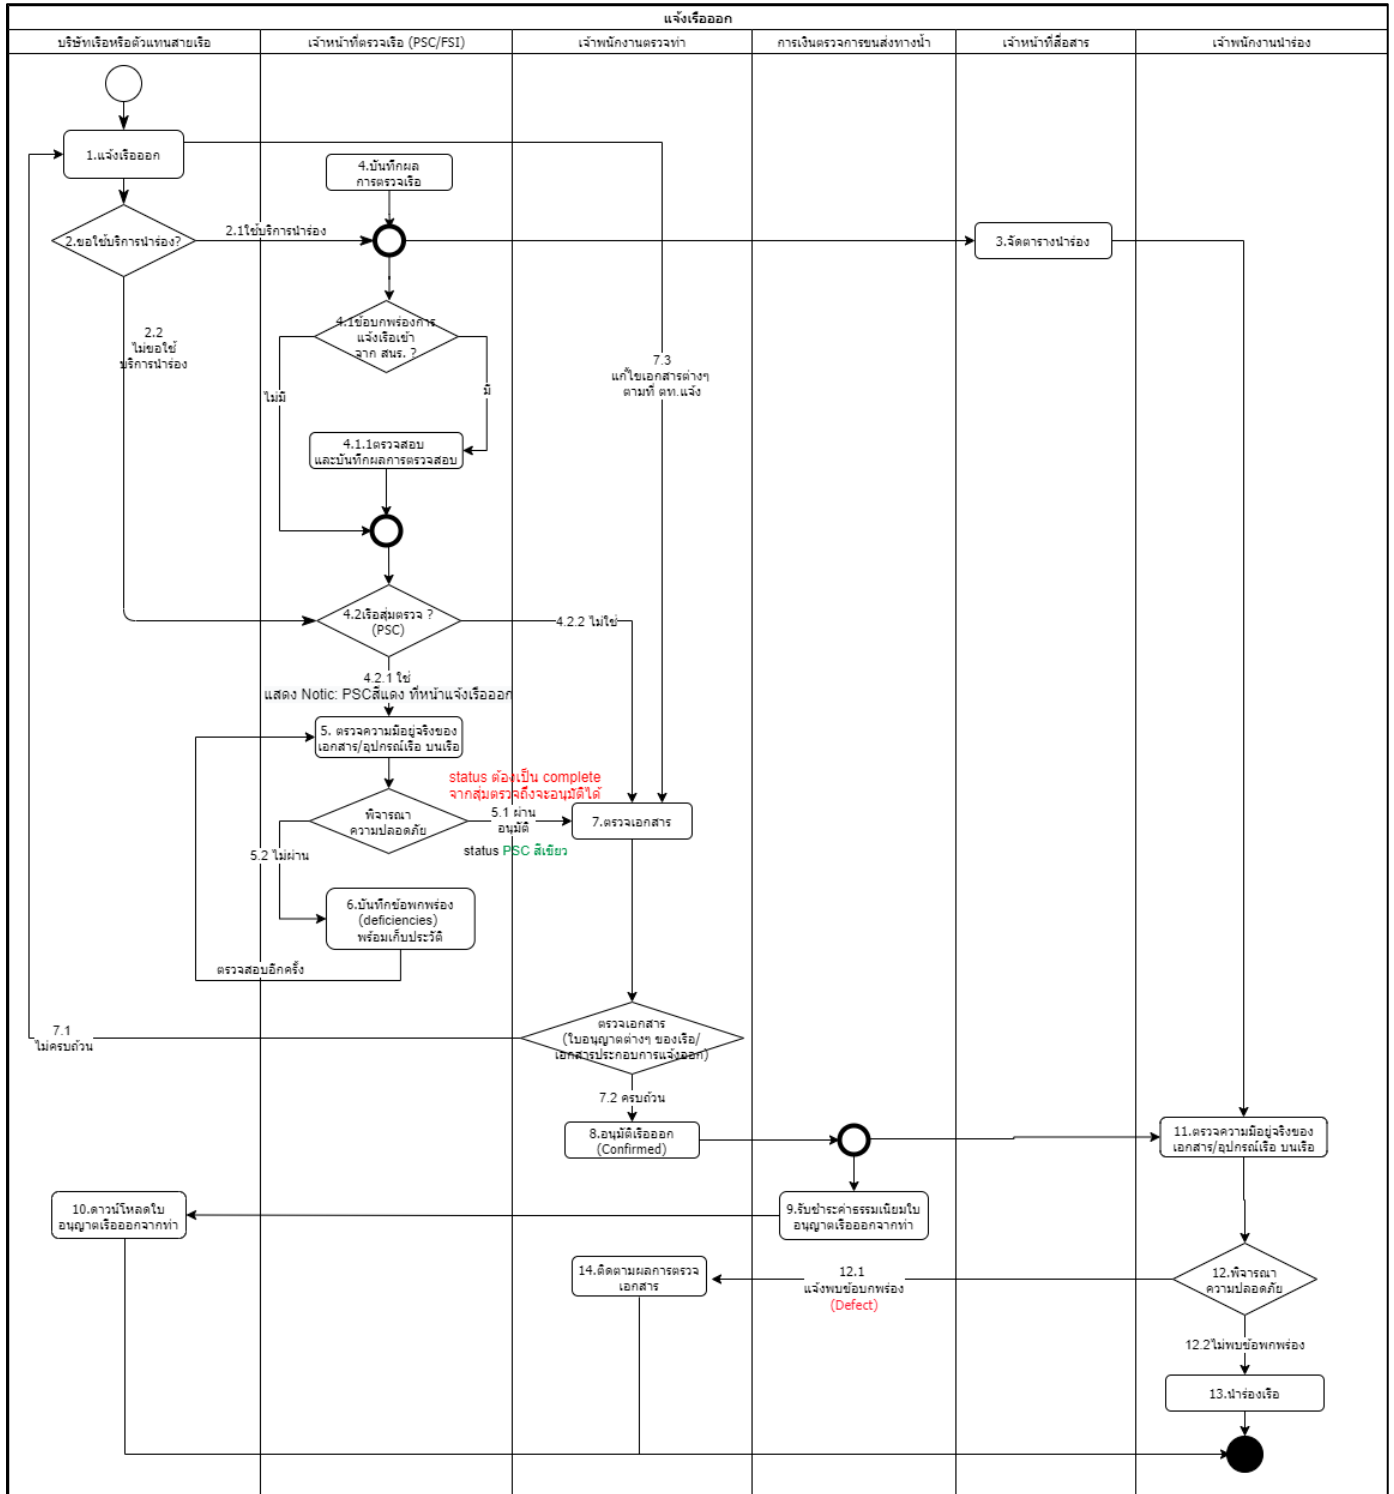 แจ้งเรือออก
บริษัทเรือหรือตัวแทนสายเรือ
เจ้าหน้าที่ตรวจเรือ (PSC/FSI)
เจ้าพนักงานตรวจท่า
การเงินตรวจการขนส่งทางน้ำ
เจ้าหน้าที่สื่อสาร
เจ้าพนักงานนำร่อง
1.แจ้งเรือออก
4.บันทึกผล
การตรวจเรือ
2.ขอใช้บริการนำร่อง?
2.1ใช้บริการนำร่อง
3.จัดตารางนำร่อง
4.1ข้อบกพร่องการ
แจ้งเรือเข้า
จาก สนร. ?
2.2
ไม่ขอใช้
บริการนำร่อง
7.3
แก้ไขเอกสารต่างๆ
ตามที่ ตท.แจ้ง
ไม่มี
มี
4.1.1ตรวจสอบ
และบันทึกผลการตรวจสอบ
4.2เรือสุ่มตรวจ ?
(PSC)
4.2.2 ไม่ใช่
4.2.1 ใช่
แสดง Notic: PSCสีแดง ที่หน้าแจ้งเรือออก
5. ตรวจความมีอยู่จริงของ
เอกสาร/อุปกรณ์เรือ บนเรือ
status ต้องเป็น complete
จากสุ่มตรวจถึงจะอนุมัติได้
พิจารณา
ความปลอดภัย
5.1 ผ่าน
อนุมัติ
7.ตรวจเอกสาร
5.2 ไม่ผ่าน
status PSC สีเขียว
6.บันทึกข้อพกพร่อง
(deficiencies)
พร้อมเก็บประวัติ
ตรวจสอบอีกครั้ง
7.1
ไม่ครบถ้วน
ตรวจเอกสาร
(ใบอนุญาตต่างๆ ของเรือ/
เอกสารประกอบการแจ้งออก)
7.2 ครบถ้วน
8.อนุมัติเรือออก
(Confirmed)
11.ตรวจความมีอยู่จริงของ
เอกสาร/อุปกรณ์เรือ บนเรือ
10.ดาวน์โหลดใบ
อนุญาตเรือออกจากท่า
9.รับชำระค่าธรรมเนียมใบ
อนุญาตเรือออกจากท่า
14.ติดตามผลการตรวจ
เอกสาร
12.1
แจ้งพบข้อบกพร่อง
(Defect)
12.พิจารณา
ความปลอดภัย
12.2ไม่พบข้อพกพร่อง
13.นำร่องเรือ